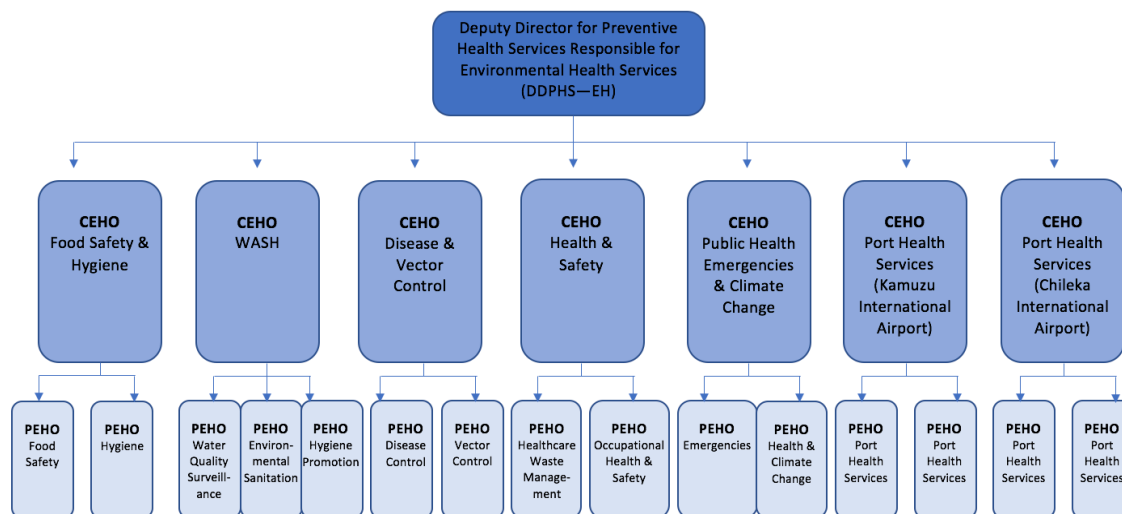 Deputy Director for Preventive
Health Services Responsible for
Environmental Health Services
(DDPHS—EH)
CEHO
Food Safety &
Hygiene
CEHO
WASH
CEHO
Disease &
Vector
Control
CEHO
Health &
Safety
CEHO
Public Health
Emergencies
& Climate
Change
CEHO
Port Health
Services
(Kamuzu
International
Airport)
CEHO
Port Health
Services
(Chileka
International
Airport)
PEHO
Food
Safety
PEHO
Hygiene
PEHO
Water
Quality
Surveill-
ance
PEHO
Environ-
mental
Sanitation
PEHO
Hygiene
Promotion
PEHO
Disease
Control
PEHO
Vector
Control
PEHO
Healthcare
Waste
Manage-
ment
PEHO
Occupational
Health &
Safety
PEHO
Emergencies
PEHO
Health &
Climate
Change
PEHO
Port
Health
Services
PEHO
Port
Health
Services
PEHO
Port
Health
Services
PEHO
Port
Health
Services